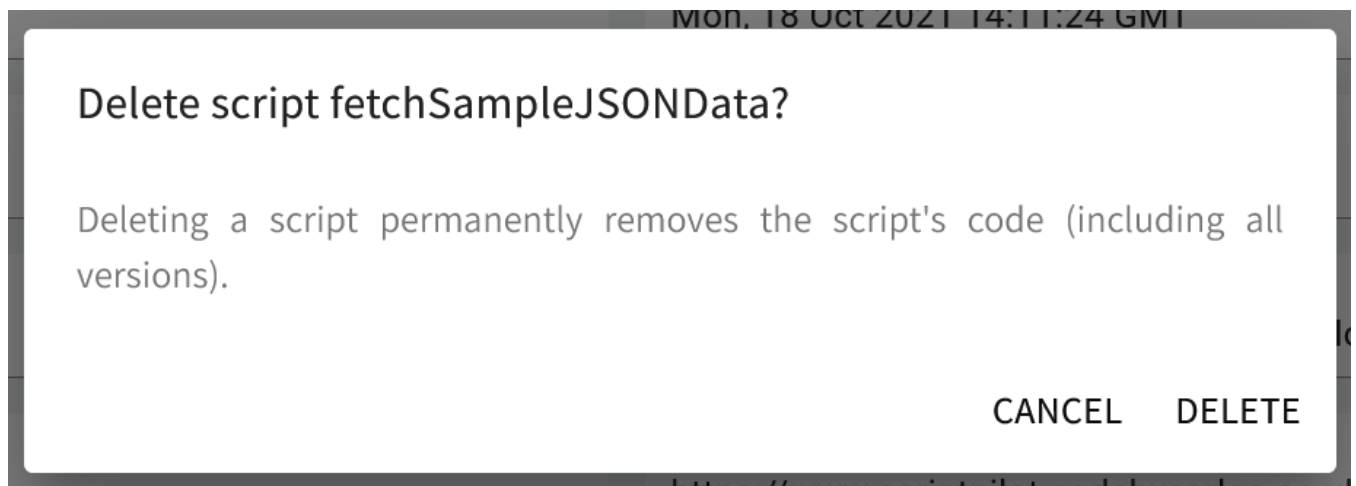 Mon, 18 Oct 2021 14:11:24 GMT
Delete script fetchSampleJSONData?
Deleting a script permanently removes the script's code (including all
versions).
CANCEL DELETE